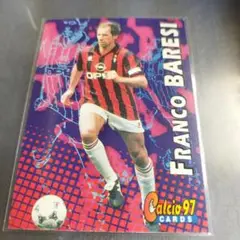 FRANCO BARESI
OPEL
Calcio 97
CARDS